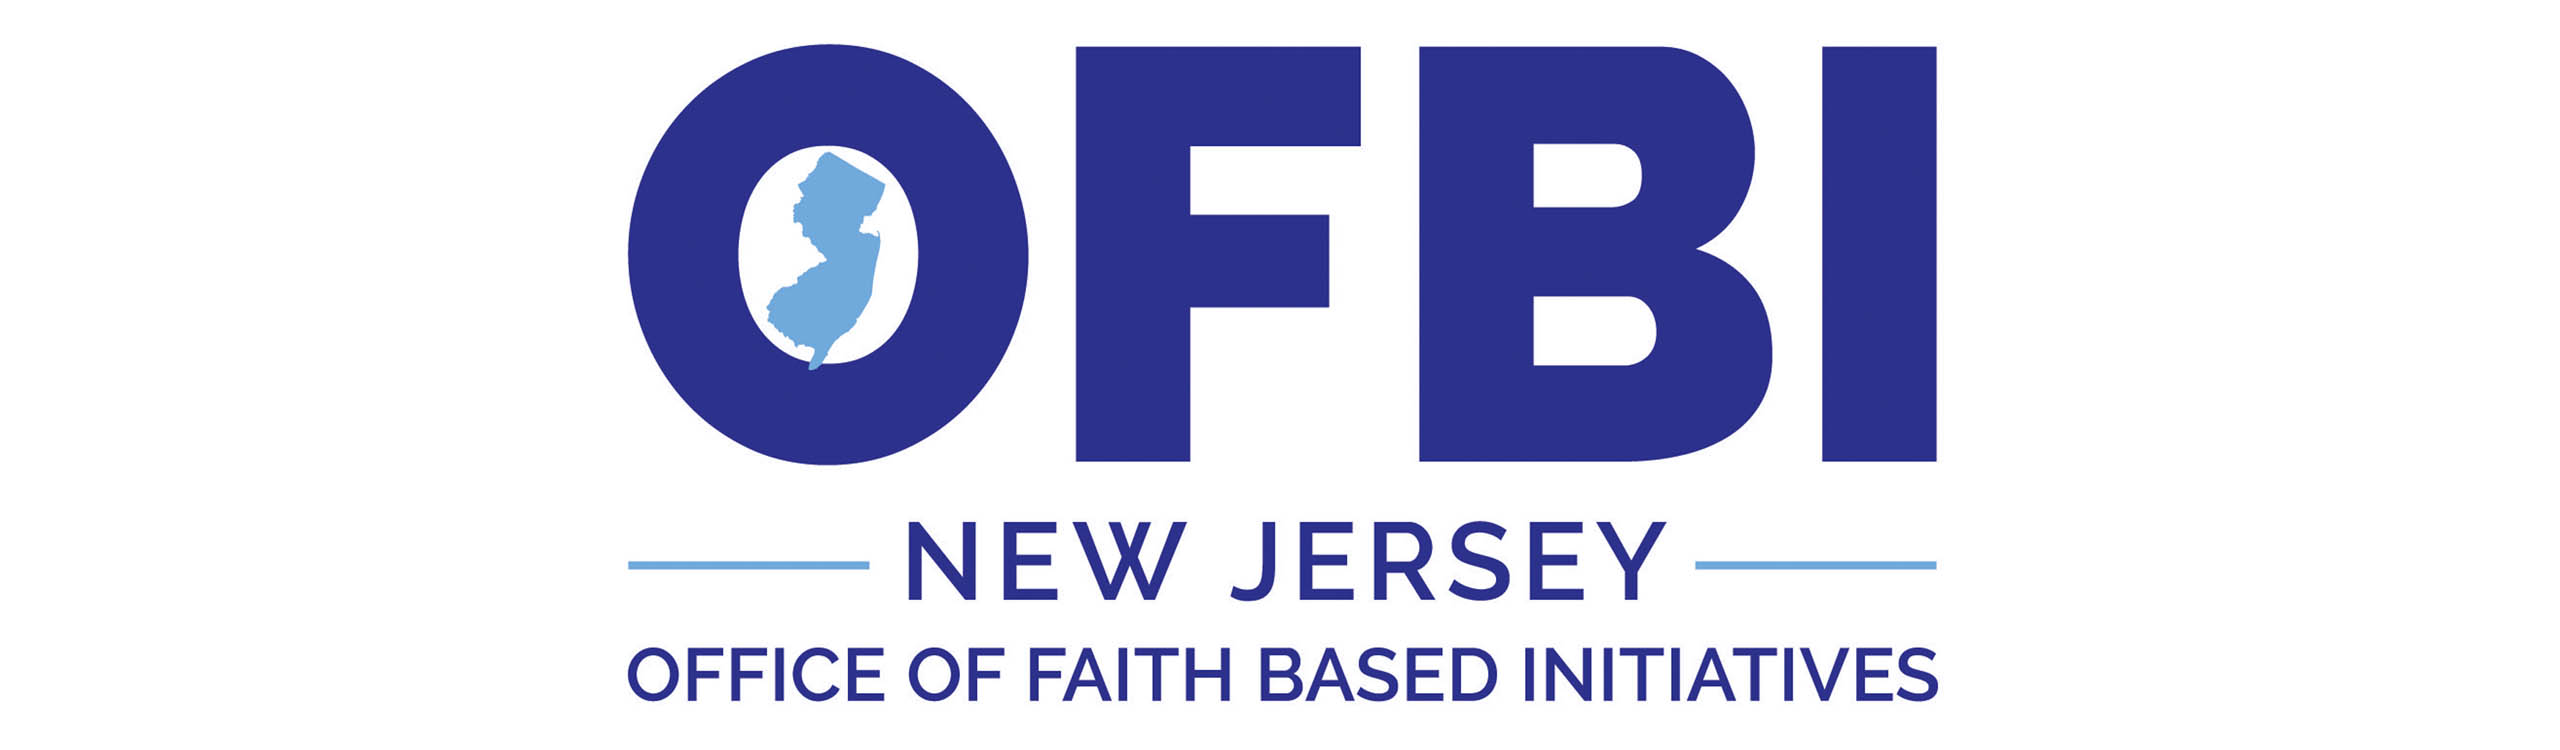 OFBI
NEW JERSEY
OFFICE OF FAITH BASED INITIATIVES